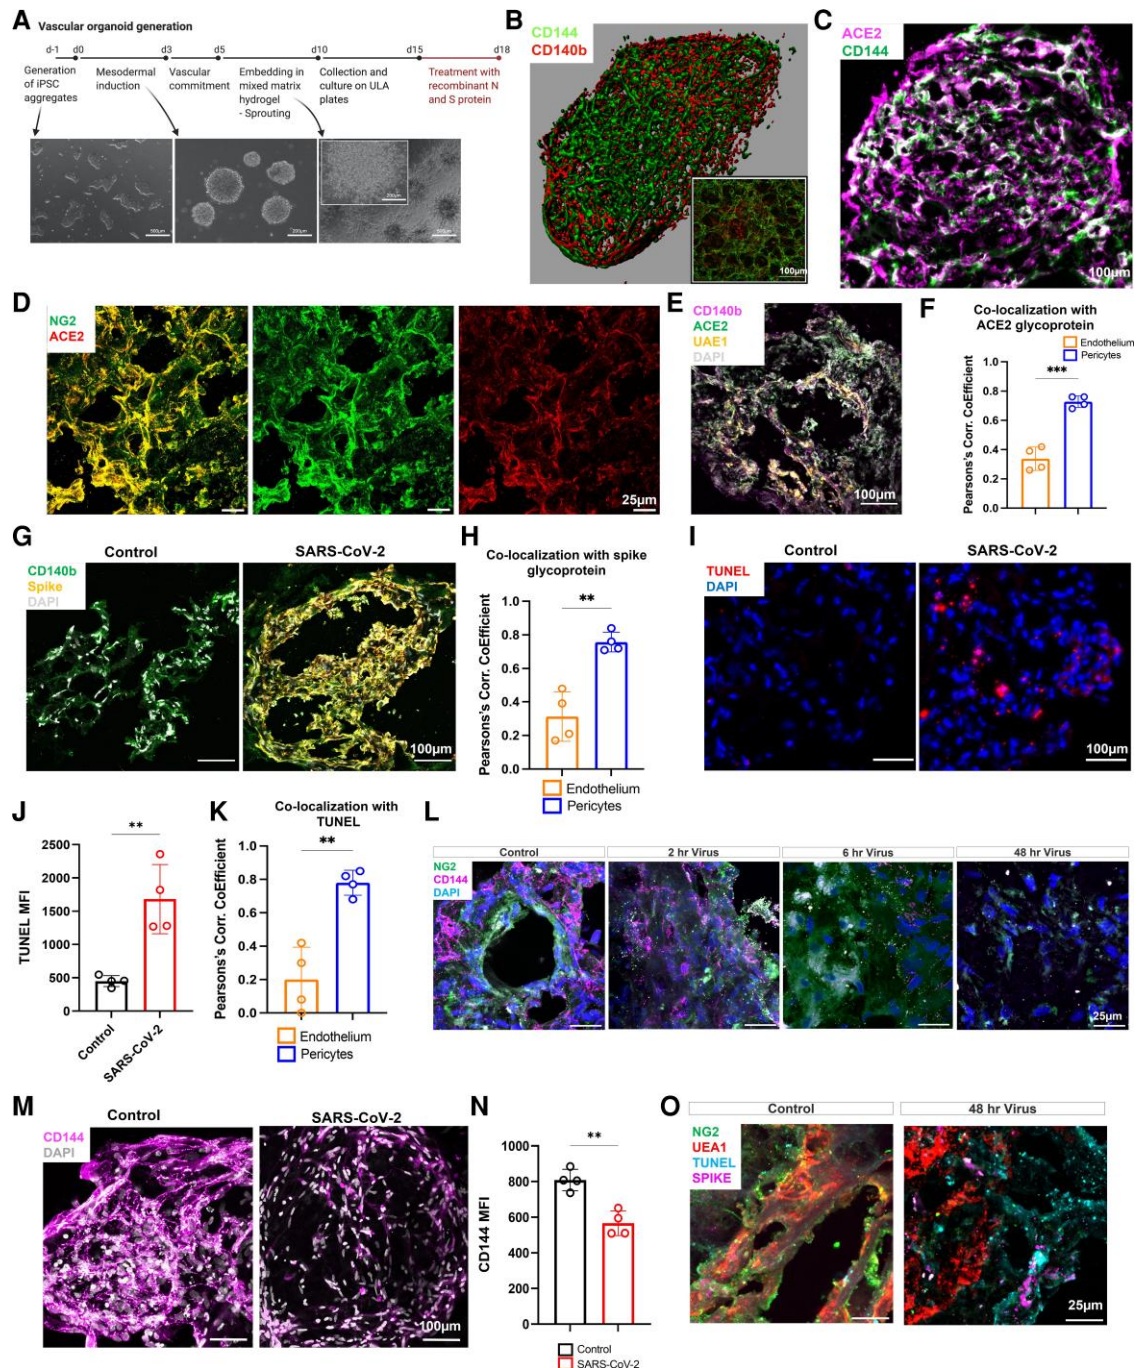 A
Vascular organoid generation
d-1 d0 d3 d5 d10 d15 d18
Generation of iPSC aggregates
Mesodermal induction
Vascular commitment
Embedding in mixed matrix hydrogel - Sprouting
Collection and culture on ULA plates
Treatment with recombinant N and S protein
500µm
200µm
B
CD144
CD140b
100µm
C
ACE2
CD144
100µm
D
NG2
ACE2
25µm
E
CD140b
ACE2
UAE1
DAPI
100µm
F
Co-localization with
ACE2 glycoprotein
Endothelium
Pericytes
***
Pearsons's Corr. CoEfficient
1.0
0.8
0.6
0.4
0.2
0.0
G
Control
SARS-CoV-2
CD140b
Spike
DAPI
100µm
H
Co-localization with spike
glycoprotein
**
Pearsons's Corr. CoEfficient
1.0
0.8
0.6
0.4
0.2
0.0
Endothelium
Pericytes
I
Control
SARS-CoV-2
TUNEL
DAPI
100µm
J
TUNEL MFI
**
2500
2000
1500
1000
500
0
Control
SARS-CoV-2
K
Co-localization with
TUNEL
**
Pearsons's Corr. CoEfficient
1.0
0.8
0.6
0.4
0.2
0.0
Endothelium
Pericytes
L
Control
2 hr Virus
6 hr Virus
48 hr Virus
NG2
CD144
DAPI
25µm
M
Control
SARS-CoV-2
CD144
DAPI
100µm
N
CD144 MFI
**
1000
800
600
400
200
0
Control
SARS-CoV-2
O
Control
48 hr Virus
NG2
UEA1
TUNEL
SPIKE
25µm